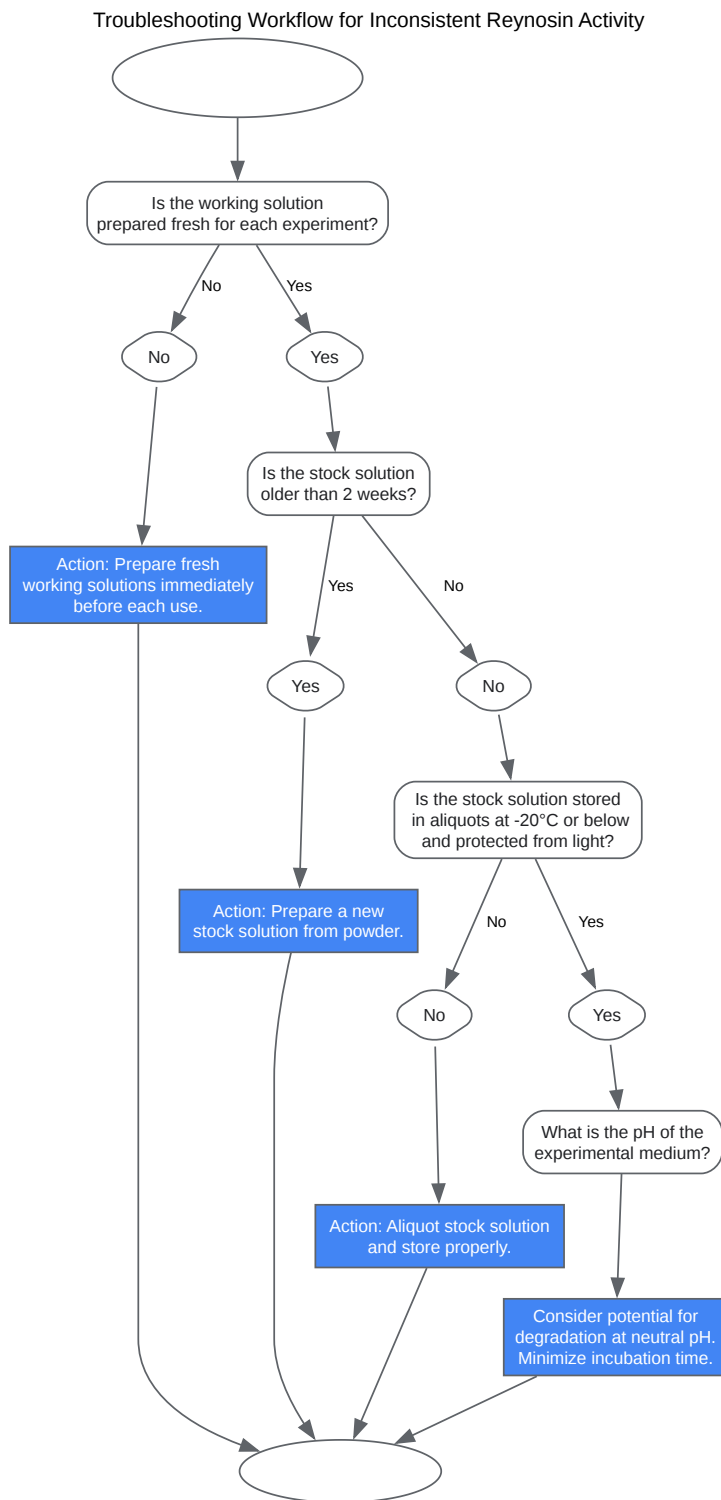 Troubleshooting Workflow for Inconsistent Reynosin Activity
Is the working solution
prepared fresh for each experiment?
No
Yes
No
Yes
Is the stock solution
older than 2 weeks?
Action: Prepare fresh
working solutions immediately
before each use.
Yes
No
Yes
No
Is the stock solution stored
in aliquots at -20°C or below
and protected from light?
Action: Prepare a new
stock solution from powder.
No
Yes
No
Yes
What is the pH of the
experimental medium?
Action: Aliquot stock solution
and store properly.
Consider potential for
degradation at neutral pH.
Minimize incubation time.